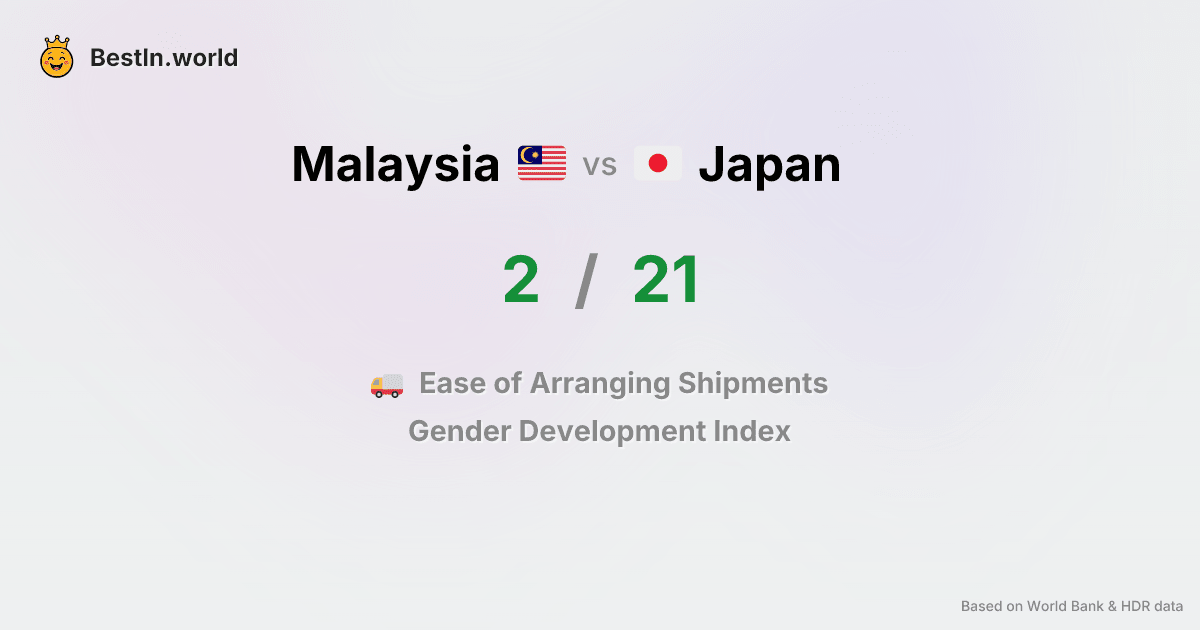 BestIn.world
Malaysia vs Japan
2 / 21
Ease of Arranging Shipments
Gender Development Index
Based on World Bank & HDR data